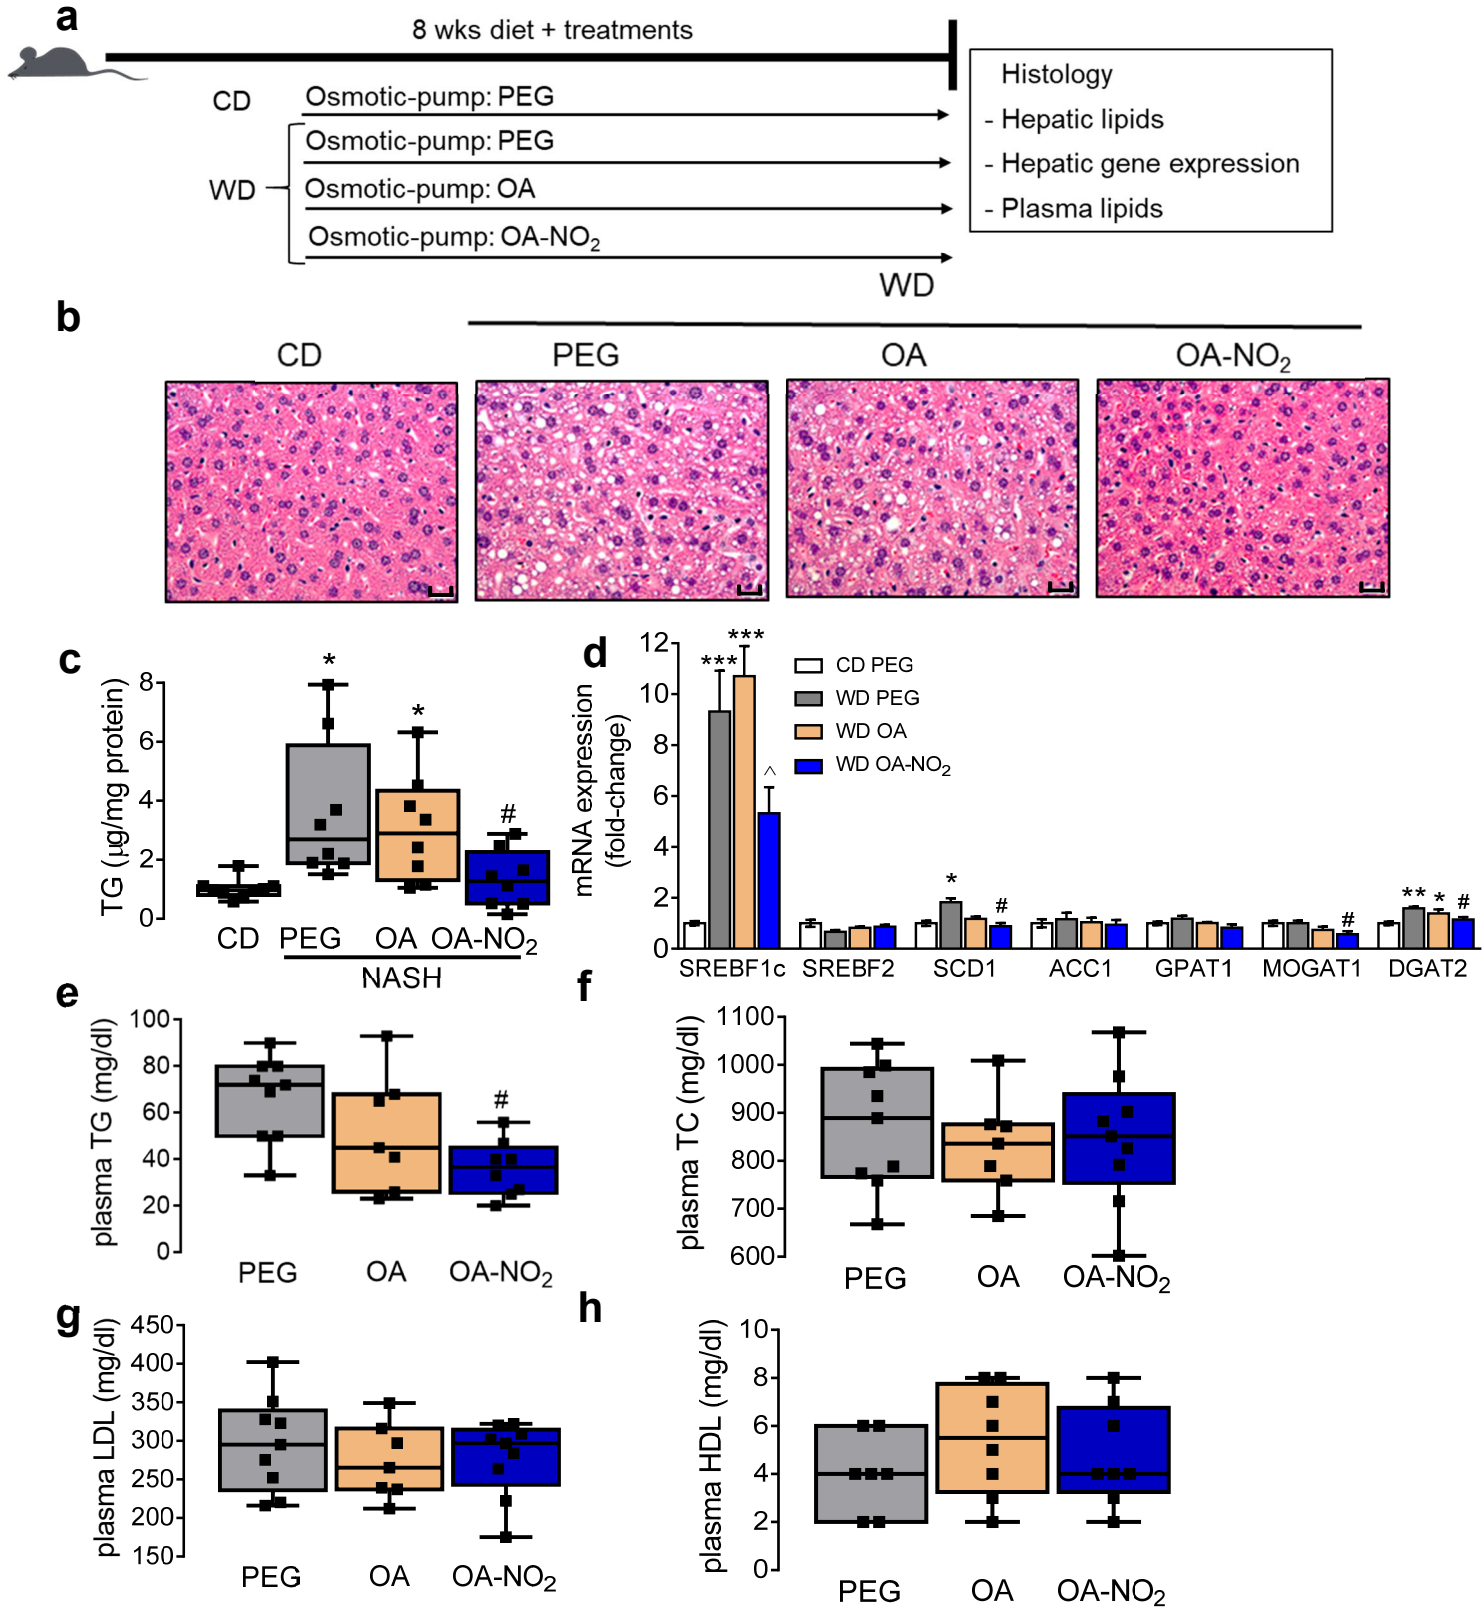 a
8 wks diet + treatments
CD
Osmotic-pump: PEG
WD
Osmotic-pump: PEG
Osmotic-pump: OA
Osmotic-pump: OA-NO2
Histology
- Hepatic lipids
- Hepatic gene expression
- Plasma lipids
b
WD
CD
PEG
OA
OA-NO2
c
TG (µg/mg protein)
8
6
4
2
0
*
*
#
CD
PEG
OA
OA-NO2
NASH
d
mRNA expression
(fold-change)
12
10
8
6
4
2
0
***
***
^
*
#
#
**
*
#
CD PEG
WD PEG
WD OA
WD OA-NO2
SREBF1c
SREBF2
SCD1
ACC1
GPAT1
MOGAT1
DGAT2
e
plasma TG (mg/dl)
100
80
60
40
20
0
#
PEG
OA
OA-NO2
f
plasma TC (mg/dl)
1100
1000
900
800
700
600
PEG
OA
OA-NO2
g
plasma LDL (mg/dl)
450
400
350
300
250
200
150
PEG
OA
OA-NO2
h
plasma HDL (mg/dl)
10
8
6
4
2
0
PEG
OA
OA-NO2